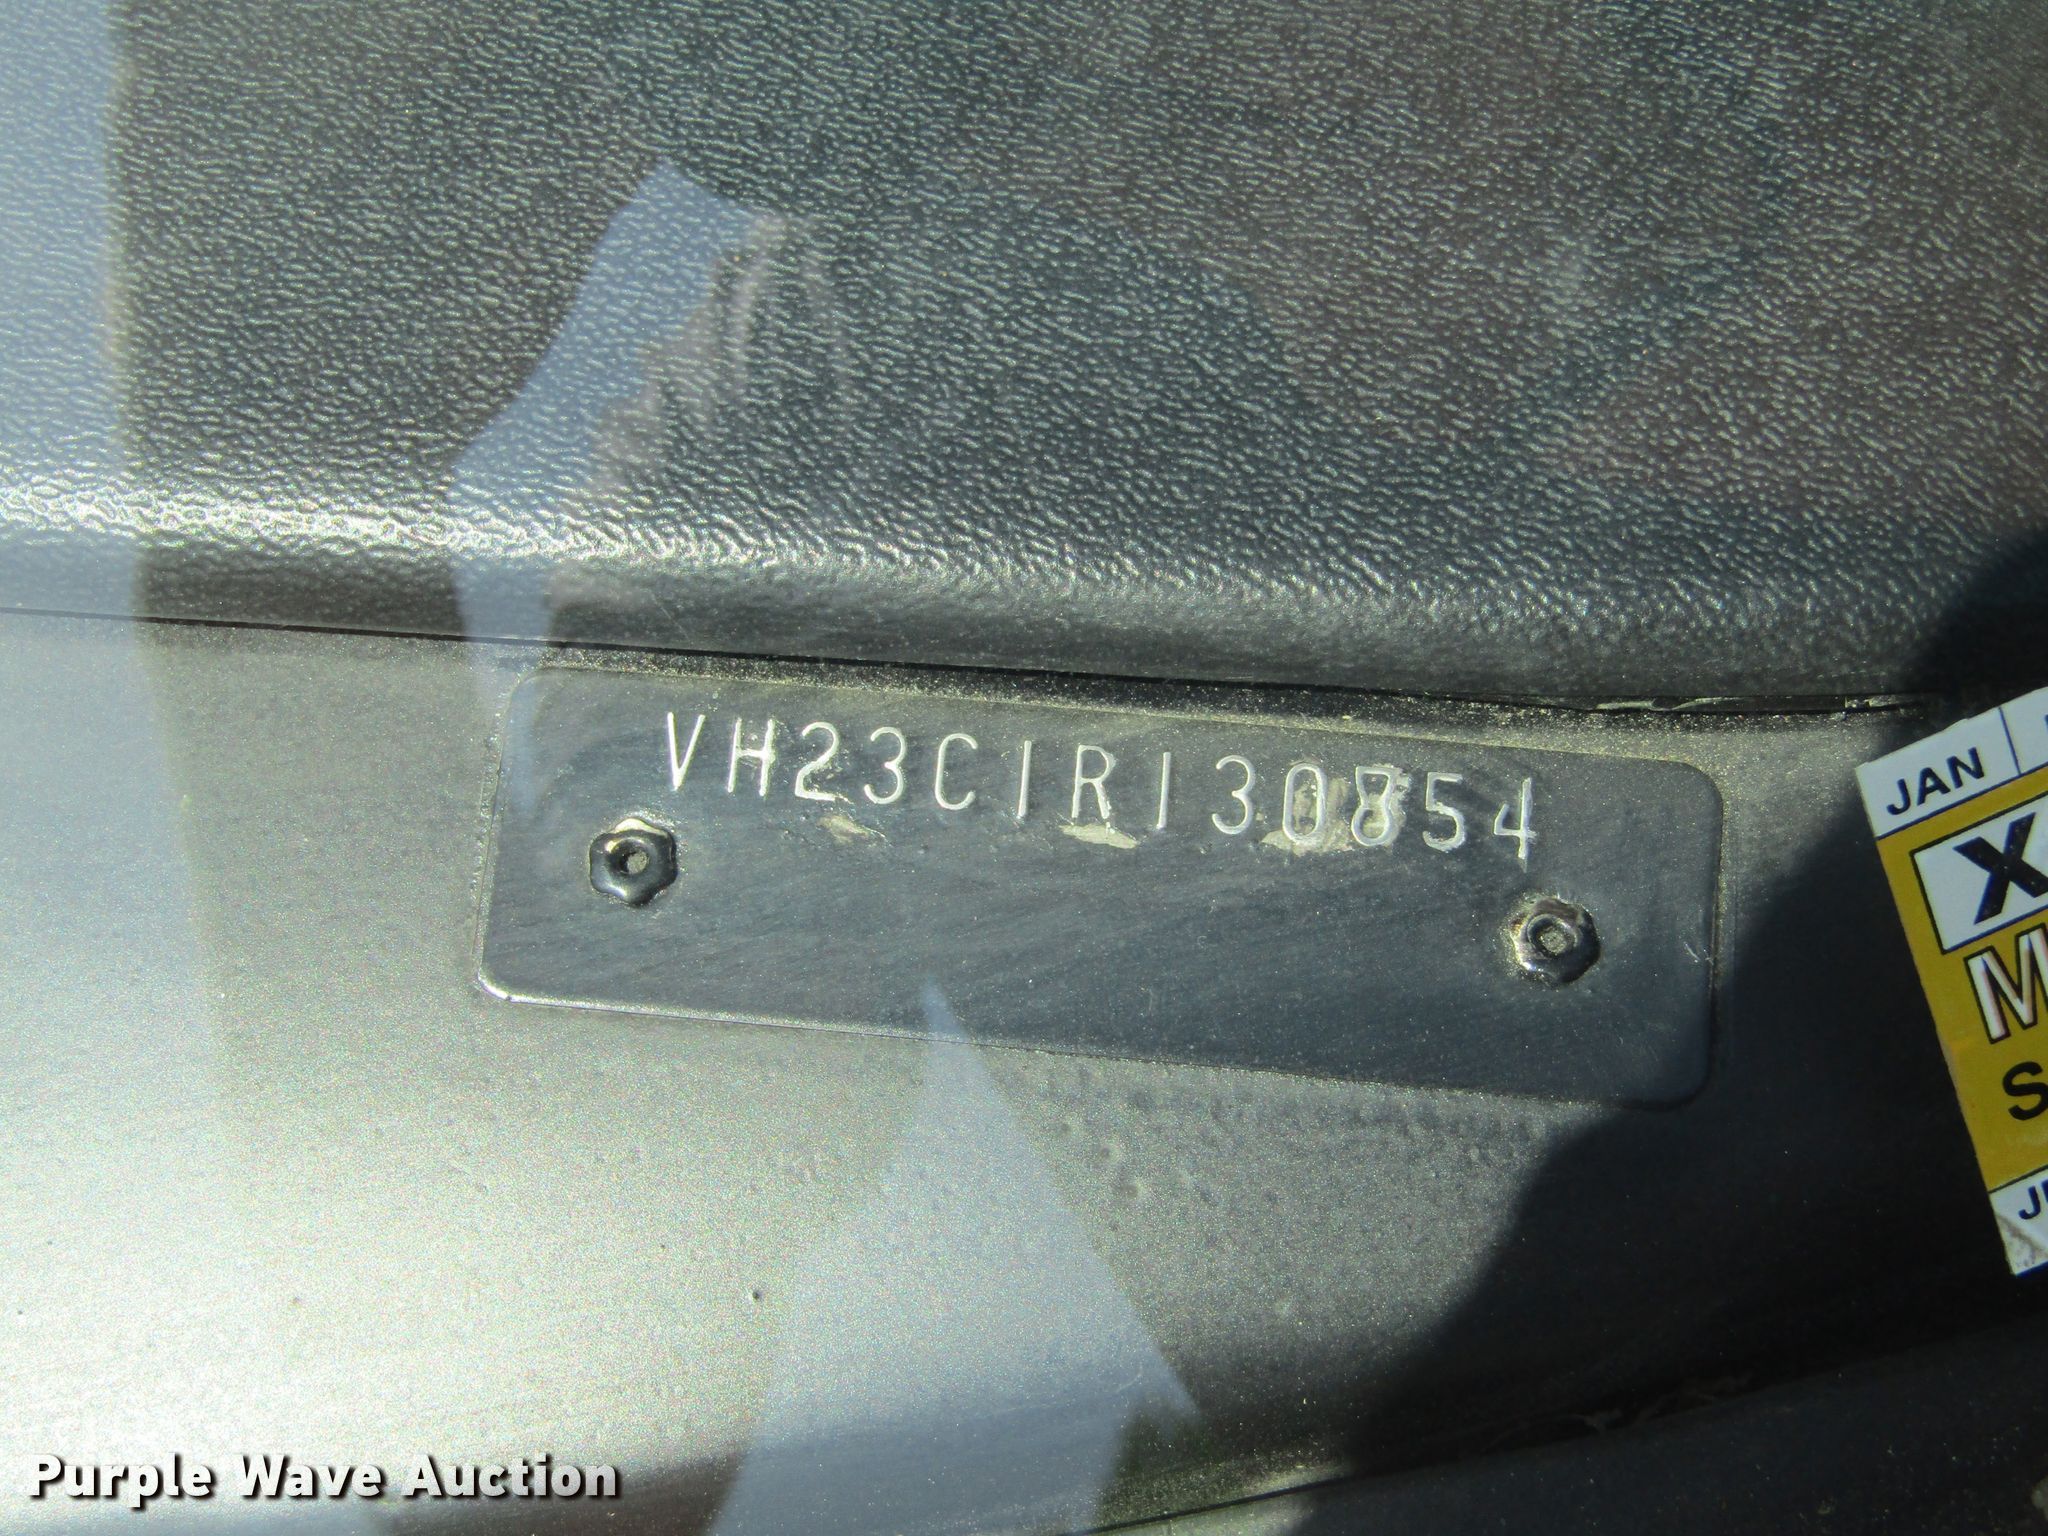 VH23C1R130854
JAN
X
M
S
Purple Wave Auction